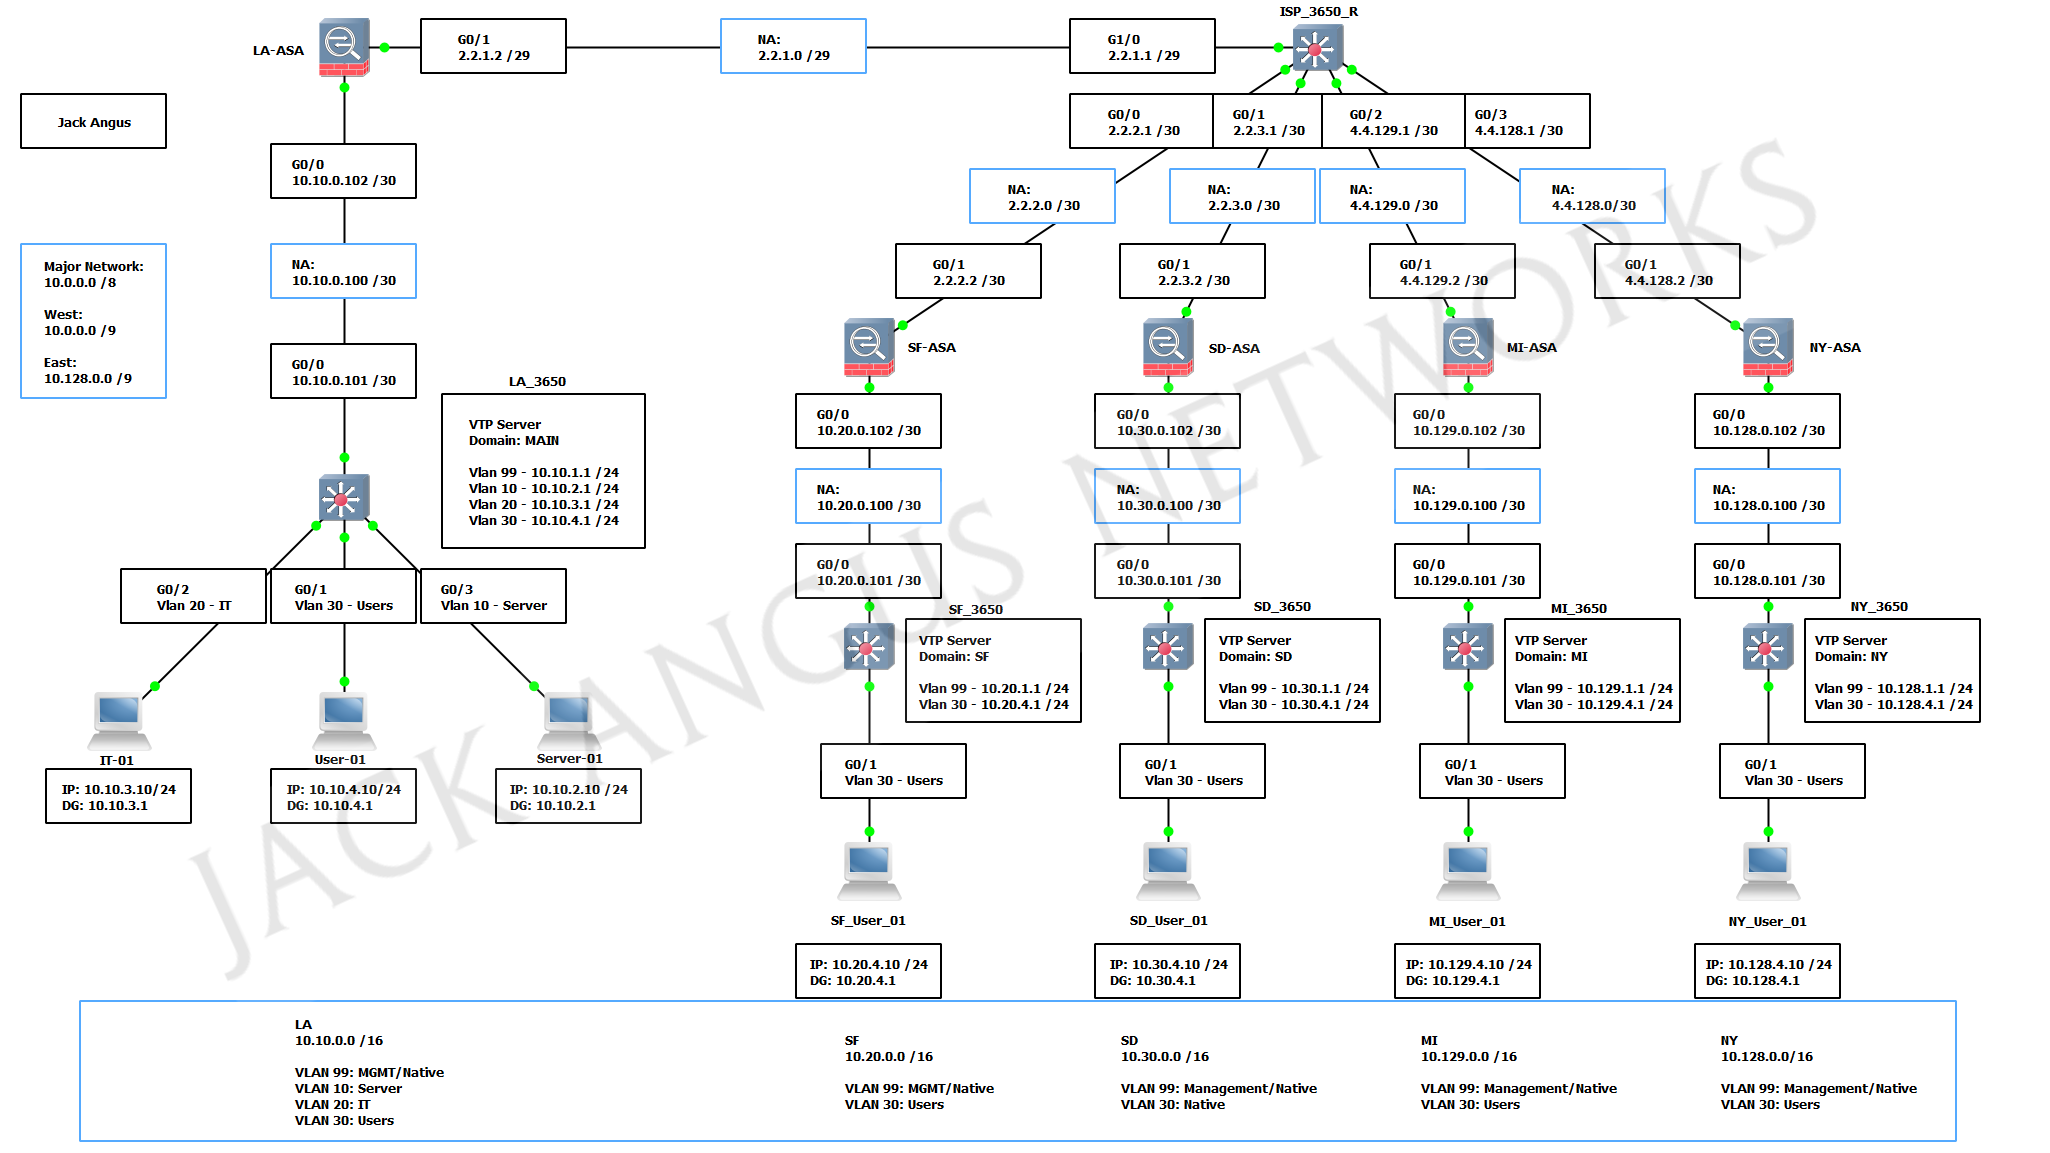 ISP_3650_R
LA-ASA
G0/1
2.2.1.2 /29
NA:
2.2.1.0 /29
G1/0
2.2.1.1 /29
Jack Angus
G0/0
2.2.2.1 /30
G0/1
2.2.3.1 /30
G0/2
4.4.129.1 /30
G0/3
4.4.128.1 /30
G0/0
10.10.0.102 /30
NA:
2.2.2.0 /30
NA:
2.2.3.0 /30
NA:
4.4.129.0 /30
NA:
4.4.128.0/30
Major Network:
10.0.0.0 /8
West:
10.0.0.0 /9
East:
10.128.0.0 /9
NA:
10.10.0.100 /30
G0/1
2.2.2.2 /30
G0/1
2.2.3.2 /30
G0/1
4.4.129.2 /30
G0/1
4.4.128.2 /30
SF-ASA
SD-ASA
MI-ASA
NY-ASA
G0/0
10.10.0.101 /30
LA_3650
VTP Server
Domain: MAIN
Vlan 99 - 10.10.1.1 /24
Vlan 10 - 10.10.2.1 /24
Vlan 20 - 10.10.3.1 /24
Vlan 30 - 10.10.4.1 /24
G0/0
10.20.0.102 /30
G0/0
10.30.0.102 /30
G0/0
10.129.0.102 /30
G0/0
10.128.0.102 /30
NA:
10.20.0.100 /30
NA:
10.30.0.100 /30
NA:
10.129.0.100 /30
NA:
10.128.0.100 /30
G0/0
10.20.0.101 /30
G0/0
10.30.0.101 /30
G0/0
10.129.0.101 /30
G0/0
10.128.0.101 /30
G0/2
Vlan 20 - IT
G0/1
Vlan 30 - Users
G0/3
Vlan 10 - Server
SF_3650
VTP Server
Domain: SF
Vlan 99 - 10.20.1.1 /24
Vlan 30 - 10.20.4.1 /24
SD_3650
VTP Server
Domain: SD
Vlan 99 - 10.30.1.1 /24
Vlan 30 - 10.30.4.1 /24
MI_3650
VTP Server
Domain: MI
Vlan 99 - 10.129.1.1 /24
Vlan 30 - 10.129.4.1 /24
NY_3650
VTP Server
Domain: NY
Vlan 99 - 10.128.1.1 /24
Vlan 30 - 10.128.4.1 /24
IT-01
User-01
Server-01
IP: 10.10.3.10/24
DG: 10.10.3.1
IP: 10.10.4.10/24
DG: 10.10.4.1
IP: 10.10.2.10 /24
DG: 10.10.2.1
G0/1
Vlan 30 - Users
G0/1
Vlan 30 - Users
G0/1
Vlan 30 - Users
G0/1
Vlan 30 - Users
SF_User_01
SD_User_01
MI_User_01
NY_User_01
IP: 10.20.4.10 /24
DG: 10.20.4.1
IP: 10.30.4.10 /24
DG: 10.30.4.1
IP: 10.129.4.10 /24
DG: 10.129.4.1
IP: 10.128.4.10 /24
DG: 10.128.4.1
LA
10.10.0.0 /16
VLAN 99: MGMT/Native
VLAN 10: Server
VLAN 20: IT
VLAN 30: Users
SF
10.20.0.0 /16
VLAN 99: MGMT/Native
VLAN 30: Users
SD
10.30.0.0 /16
VLAN 99: Management/Native
VLAN 30: Native
MI
10.129.0.0 /16
VLAN 99: Management/Native
VLAN 30: Users
NY
10.128.0.0/16
VLAN 99: Management/Native
VLAN 30: Users
JACK ANGUS NETWORKS